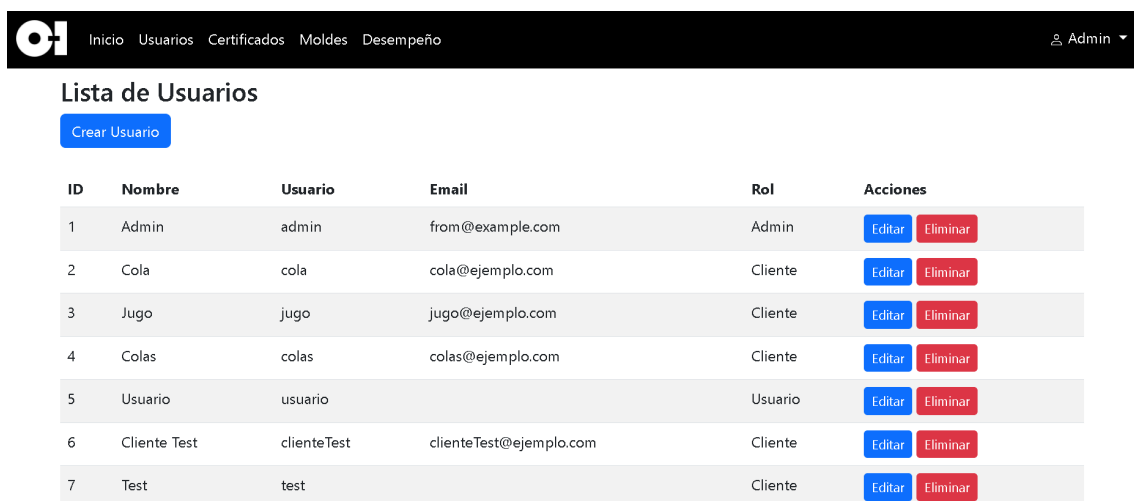 Inicio Usuarios Certificados Moldes Desempeño Admin
Lista de Usuarios
Crear Usuario
ID Nombre Usuario Email Rol Acciones
1 Admin admin from@example.com Admin Editar Eliminar
2 Cola cola cola@ejemplo.com Cliente Editar Eliminar
3 Jugo jugo jugo@ejemplo.com Cliente Editar Eliminar
4 Colas colas colas@ejemplo.com Cliente Editar Eliminar
5 Usuario usuario Usuario Editar Eliminar
6 Cliente Test clienteTest clienteTest@ejemplo.com Cliente Editar Eliminar
7 Test test Cliente Editar Eliminar